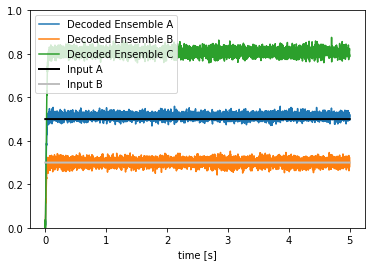 1.0
0.8
0.6
0.4
0.2
0.0
Decoded Ensemble A
Decoded Ensemble B
Decoded Ensemble C
Input A
Input B
0 1 2 3 4 5
time [s]